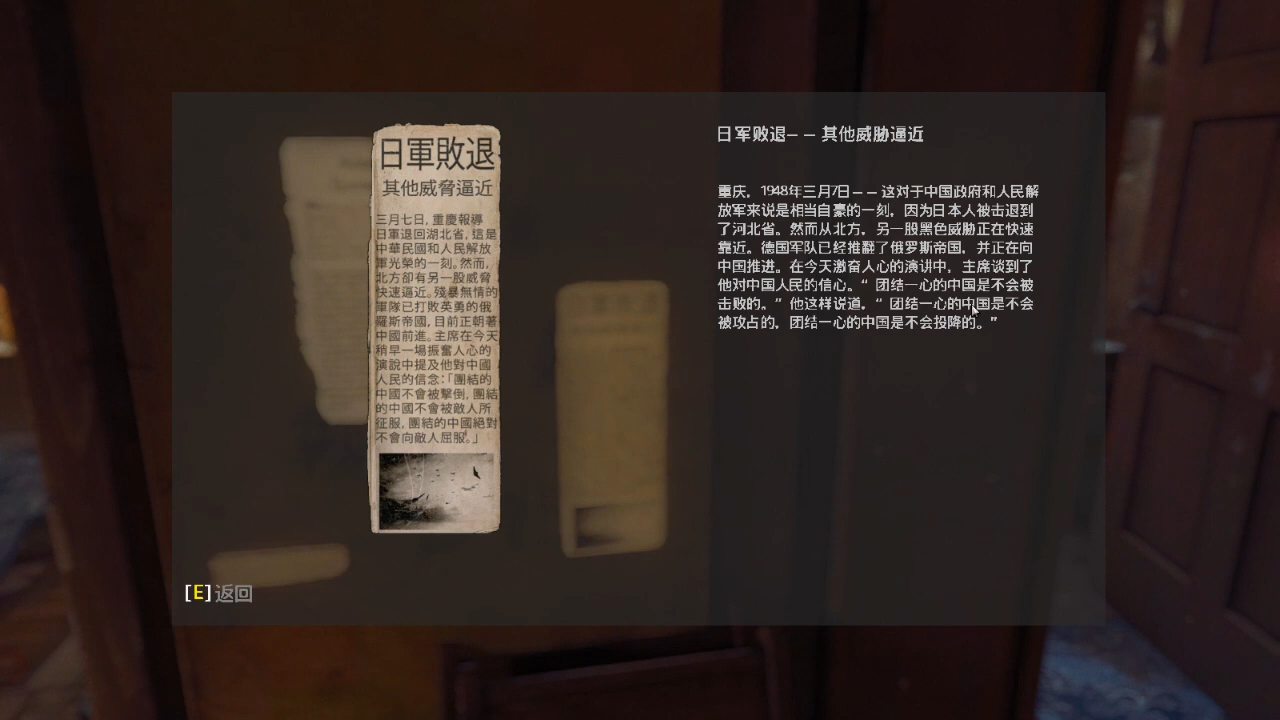 日軍敗退
其他威脅逼近
三月七日, 重慶報導
日軍退回湖北省, 這是
中華民國和人民解放
軍光榮的一刻。然而,
北方卻有另一股威脅
快速逼近。殘暴無情的
軍隊已打敗英勇的俄
羅斯帝國, 目前正朝著
中國前進。主席在今天
稍早一場振奮人心的
演說中提及他對中國
人民的信念：「團結的
中國不會被擊倒, 團結
的中國不會被敵人所
征服, 團結的中國絕對
不會向敵人屈服。」
日军败退—— 其他威胁逼近
重庆，1948年三月7日—— 这对于中国政府和人民解
放军来说是相当自豪的一刻，因为日本人被击退到
了河北省。然而从北方，另一股黑色威胁正在快速
靠近。德国军队已经推翻了俄罗斯帝国，并正在向
中国推进。在今天激奋人心的演讲中，主席谈到了
他对中国人民的信心。“ 团结一心的中国是不会被
击败的。” 他这样说道，“ 团结一心的中国是不会
被攻占的，团结一心的中国是不会投降的。”
[E]返回